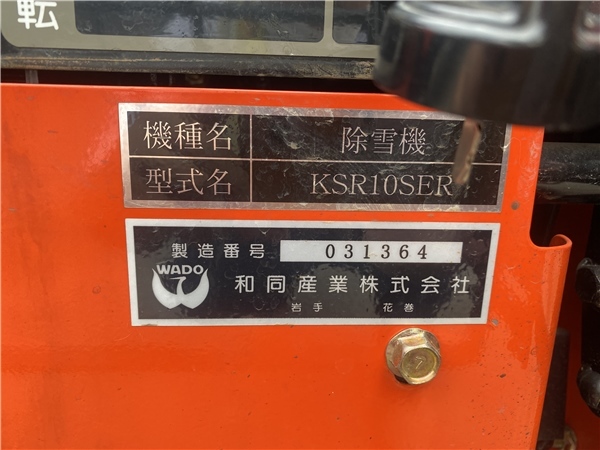 転
機種名 除雪機
型式名 KSR10SER
製造番号 031364
WADO 和同産業株式会社
岩手 花巻
7